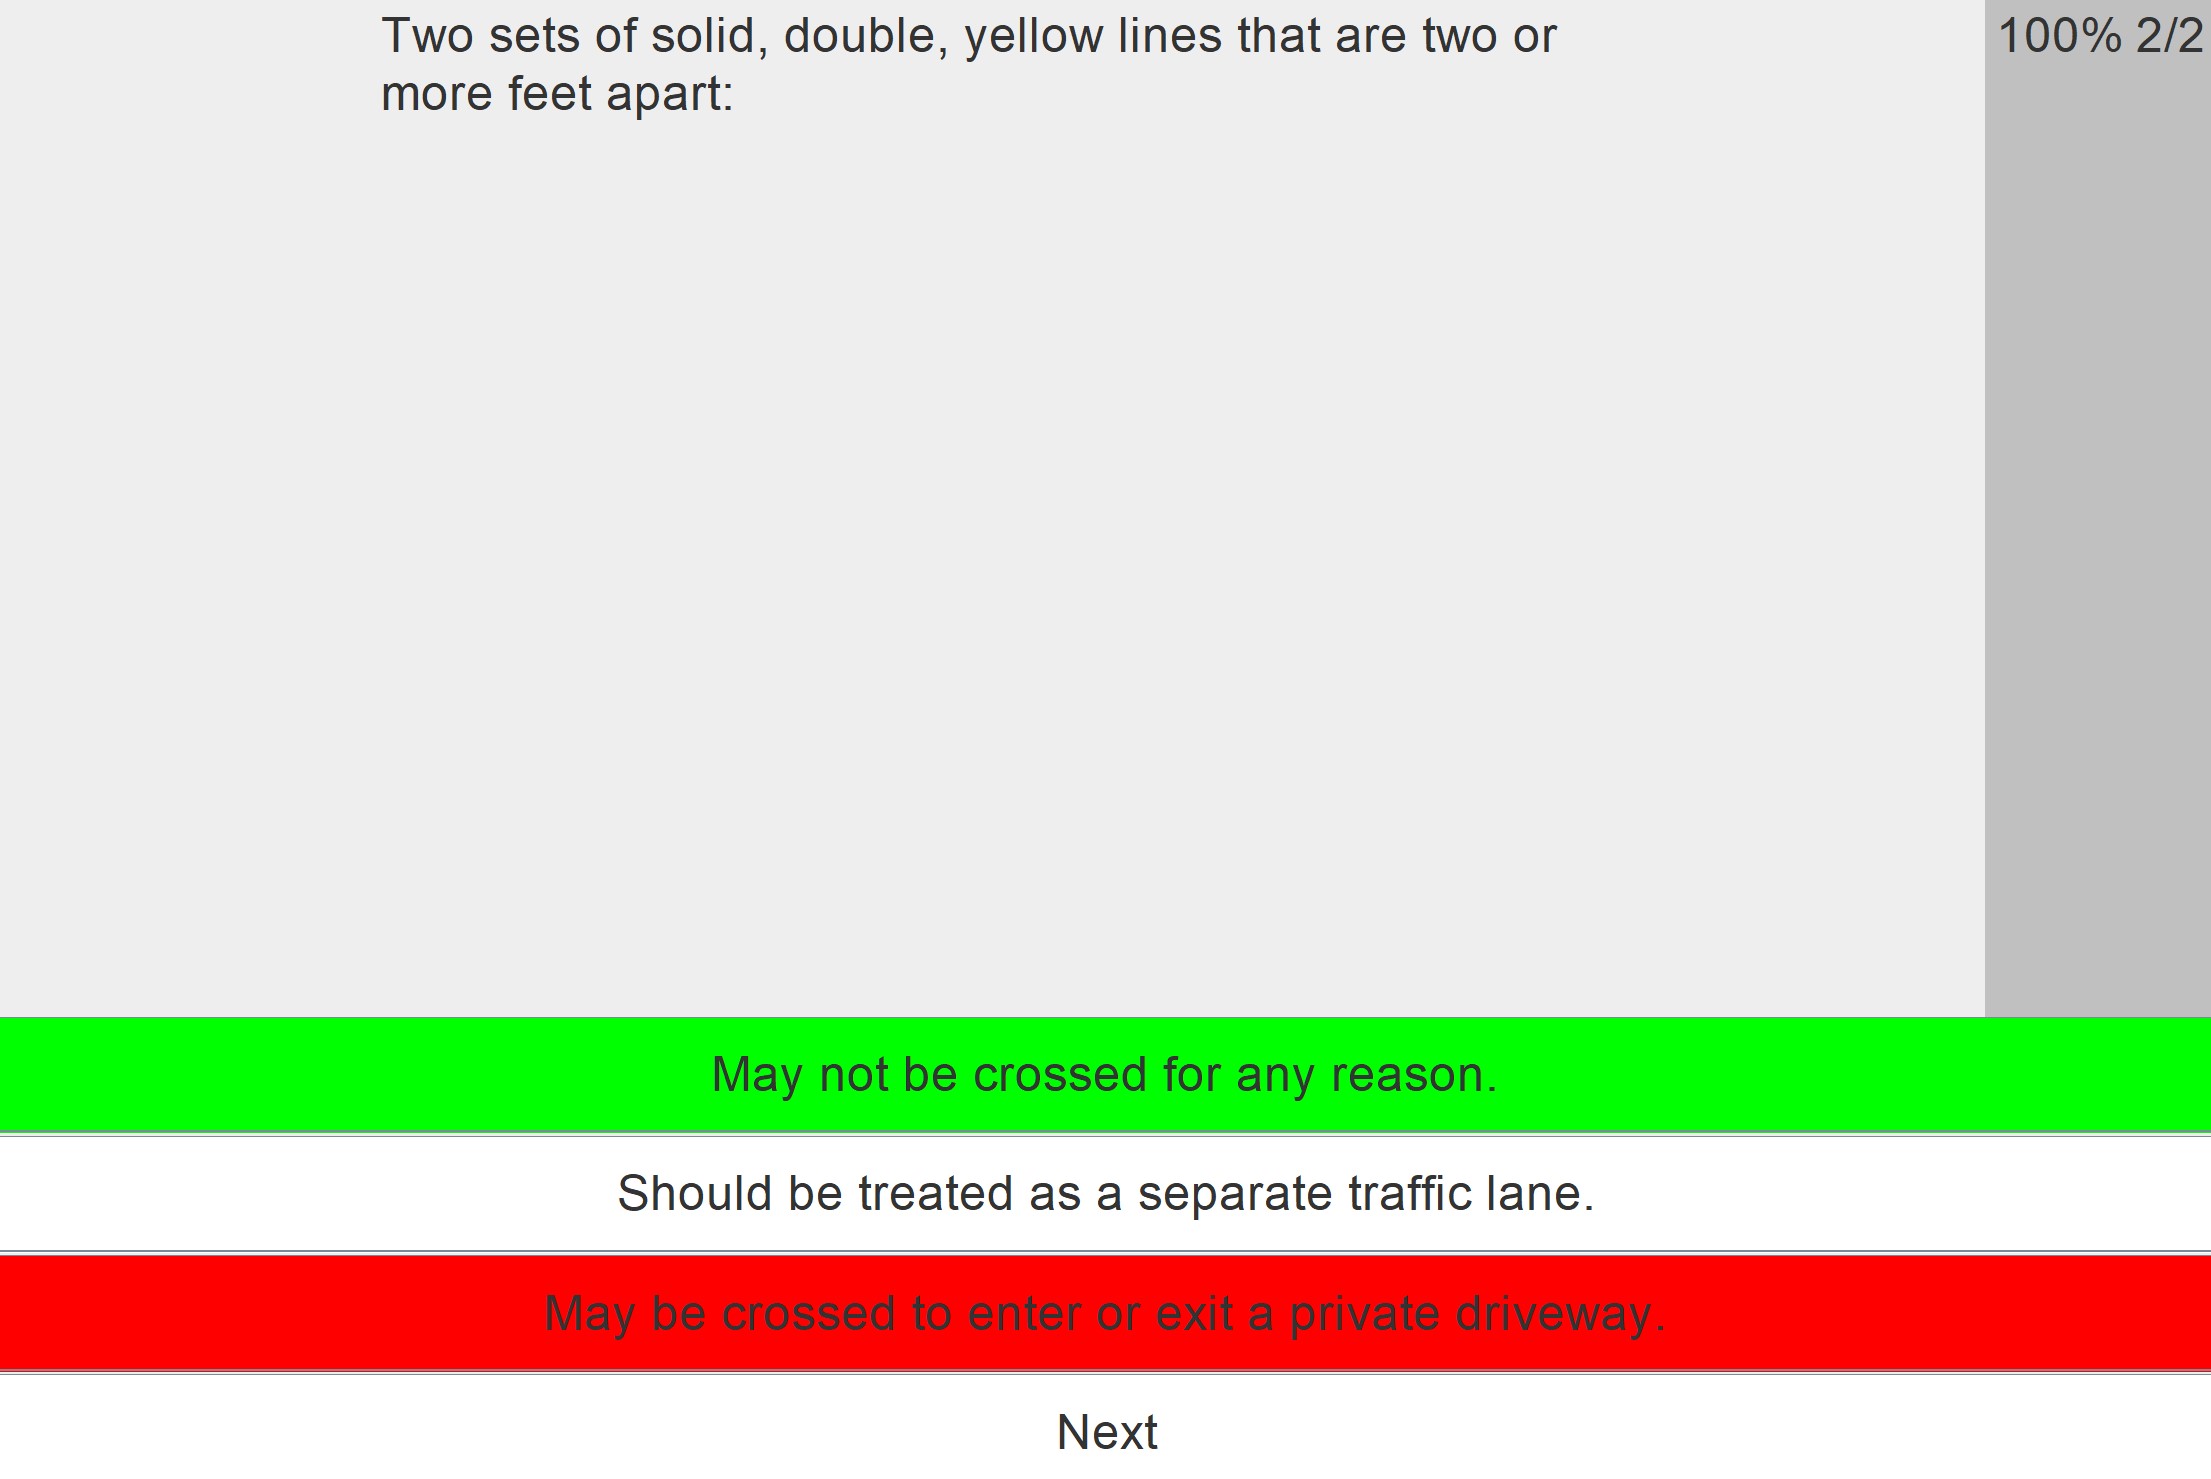 Two sets of solid, double, yellow lines that are two or
more feet apart:
100% 2/2
May not be crossed for any reason.
Should be treated as a separate traffic lane.
May be crossed to enter or exit a private driveway.
Next